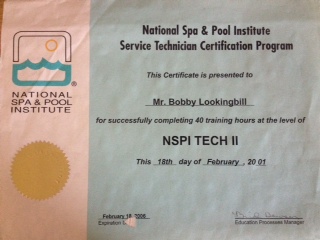 National Spa & Pool Institute
Service Technician Certification Program
This Certificate is presented to
Mr. Bobby Lookingbill
for successfully completing 40 training hours at the level of
NSPI TECH II
This 18th day of February, 2001
NATIONAL
SPA & POOL
INSTITUTE
®
February 18, 2006
Expiration
Education Processes Manager